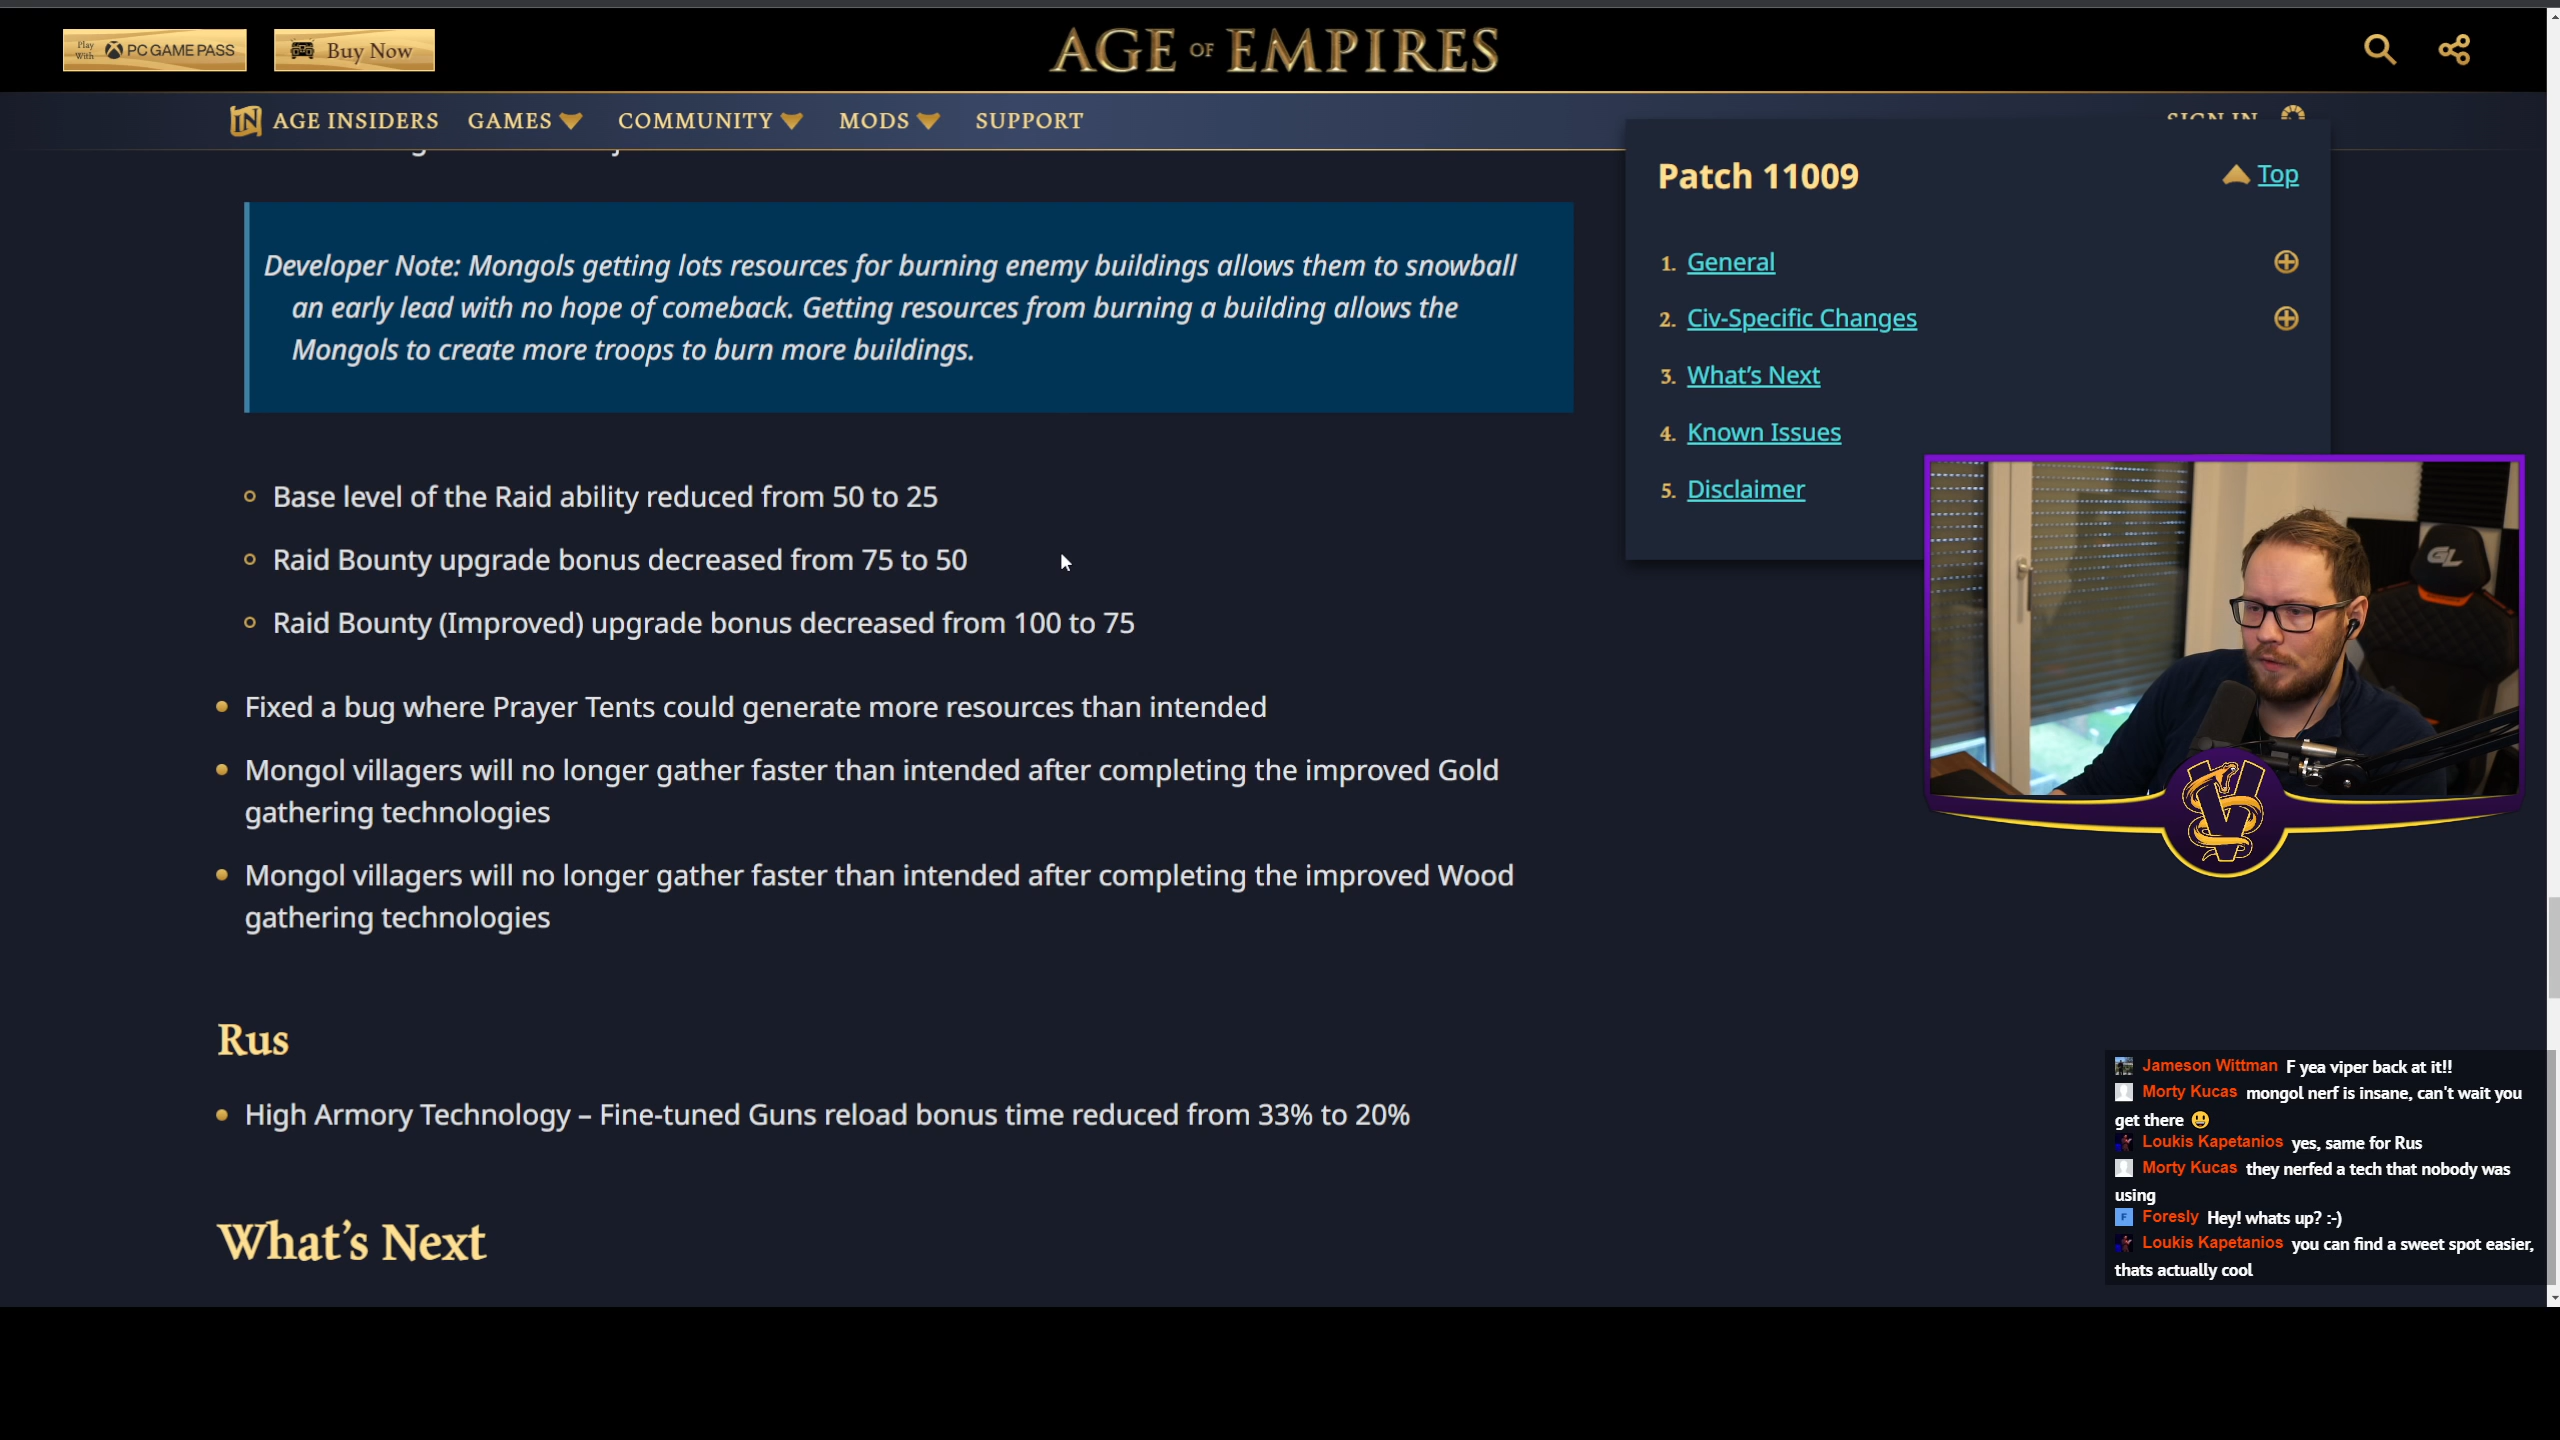 Play
With
PC GAME PASS
Buy Now
AGE OF EMPIRES
IN AGE INSIDERS
GAMES
COMMUNITY
MODS
SUPPORT
SIGN IN
Developer Note: Mongols getting lots resources for burning enemy buildings allows them to snowball
an early lead with no hope of comeback. Getting resources from burning a building allows the
Mongols to create more troops to burn more buildings.
Base level of the Raid ability reduced from 50 to 25
Raid Bounty upgrade bonus decreased from 75 to 50
Raid Bounty (Improved) upgrade bonus decreased from 100 to 75
Fixed a bug where Prayer Tents could generate more resources than intended
Mongol villagers will no longer gather faster than intended after completing the improved Gold
gathering technologies
Mongol villagers will no longer gather faster than intended after completing the improved Wood
gathering technologies
Rus
High Armory Technology – Fine-tuned Guns reload bonus time reduced from 33% to 20%
What's Next
Patch 11009
Top
1. General
2. Civ-Specific Changes
3. What's Next
4. Known Issues
5. Disclaimer
GL
V
Jameson Wittman F yea viper back at it!!
Morty Kucas mongol nerf is insane, can't wait you
get there 😃
Loukis Kapetanios yes, same for Rus
Morty Kucas they nerfed a tech that nobody was
using
F Foresly Hey! whats up? :-)
Loukis Kapetanios you can find a sweet spot easier,
thats actually cool